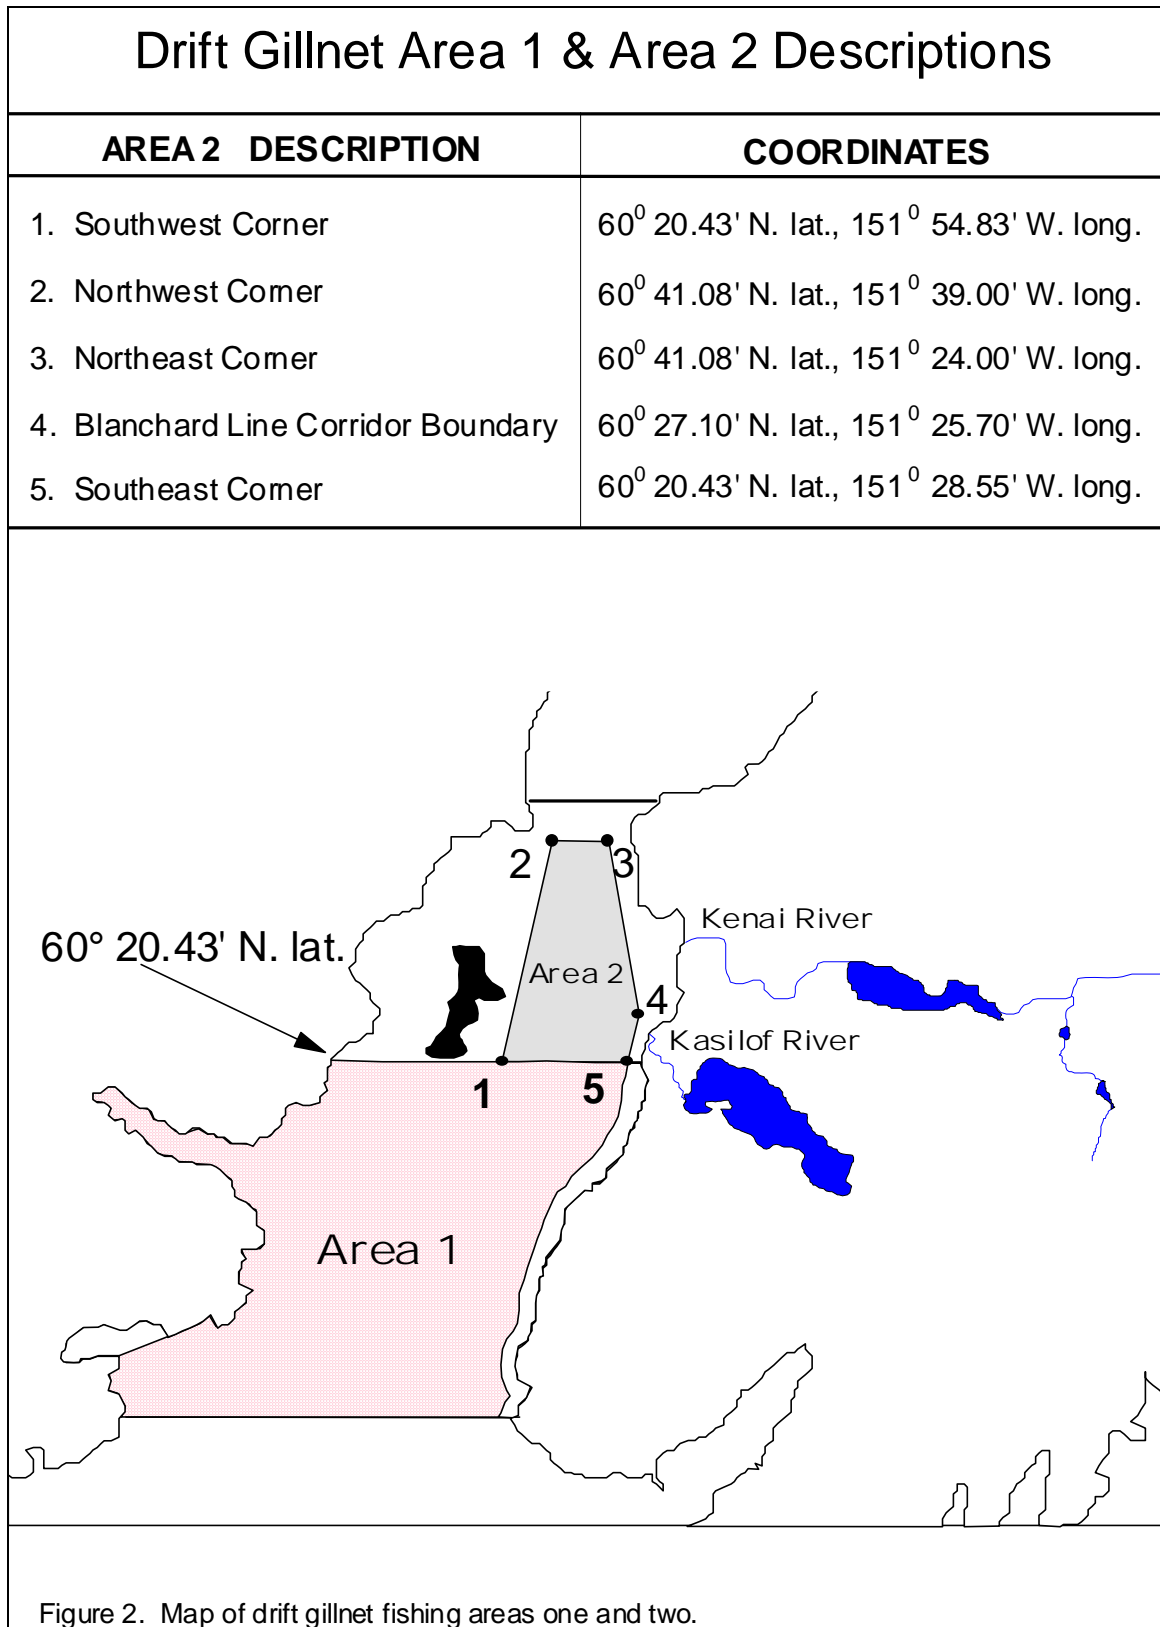 Drift Gillnet Area 1 & Area 2 Descriptions
AREA 2 DESCRIPTION COORDINATES
1. Southwest Corner 60⁰ 20.43' N. lat., 151⁰ 54.83' W. long.
2. Northwest Corner 60⁰ 41.08' N. lat., 151⁰ 39.00' W. long.
3. Northeast Corner 60⁰ 41.08' N. lat., 151⁰ 24.00' W. long.
4. Blanchard Line Corridor Boundary 60⁰ 27.10' N. lat., 151⁰ 25.70' W. long.
5. Southeast Corner 60⁰ 20.43' N. lat., 151⁰ 28.55' W. long.
2 3
Kenai River
60° 20.43' N. lat.
Area 2
4
Kasilof River
1 5
Area 1
Figure 2. Map of drift gillnet fishing areas one and two.